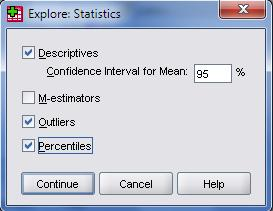 Explore: Statistics
Descriptives
Confidence Interval for Mean: 95 %
M-estimators
Outliers
Percentiles
Continue Cancel Help